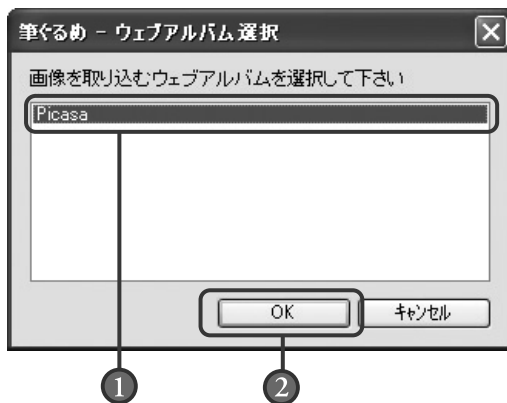 筆ぐるめ - ウェブアルバム選択
画像を取り込むウェブアルバムを選択して下さい
Picasa
OK キャンセル
1 2